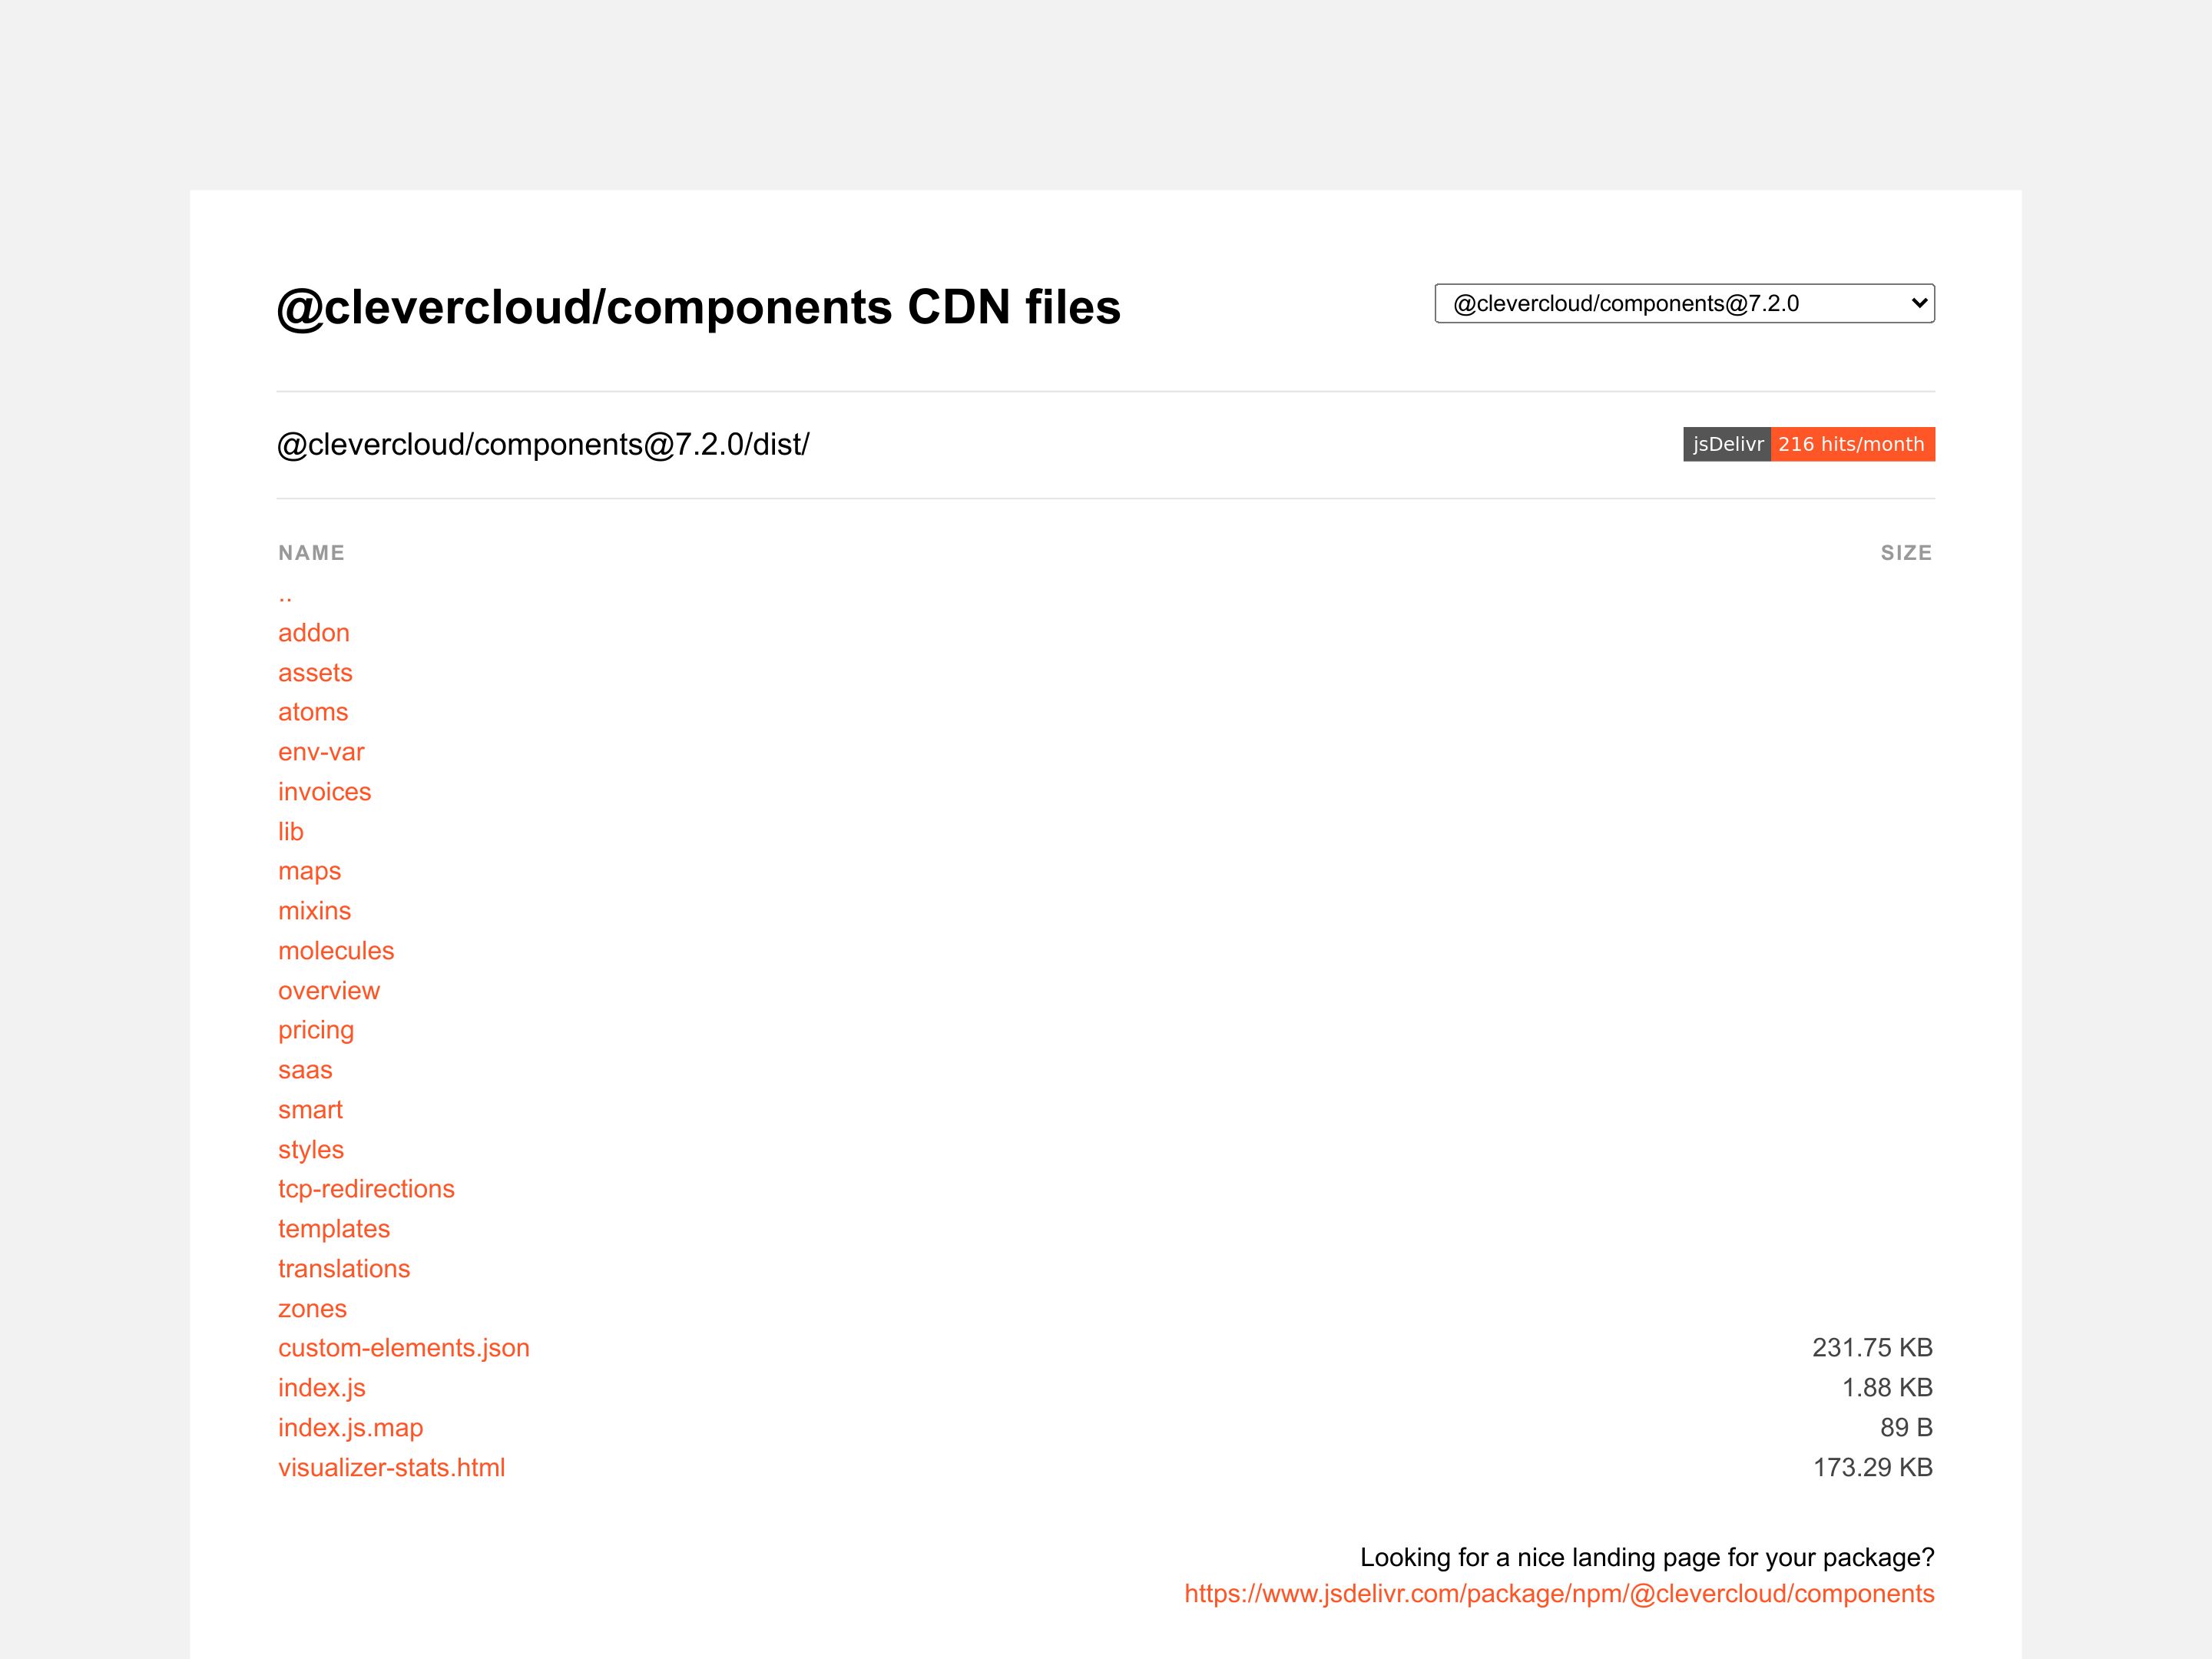 @clevercloud/components CDN files
@clevercloud/components@7.2.0
@clevercloud/components@7.2.0/dist/
jsDelivr 216 hits/month
NAME SIZE
..
addon
assets
atoms
env-var
invoices
lib
maps
mixins
molecules
overview
pricing
saas
smart
styles
tcp-redirections
templates
translations
zones
custom-elements.json 231.75 KB
index.js 1.88 KB
index.js.map 89 B
visualizer-stats.html 173.29 KB
Looking for a nice landing page for your package?
https://www.jsdelivr.com/package/npm/@clevercloud/components